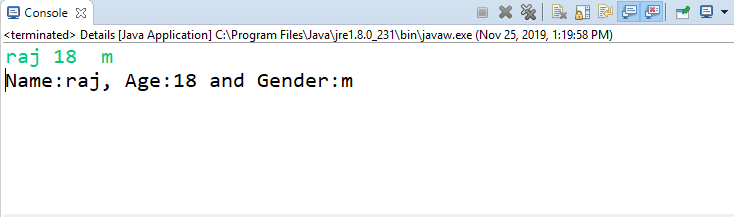 Console
<terminated> Details [Java Application] C:\Program Files\Java\jre1.8.0_231\bin\javaw.exe (Nov 25, 2019, 1:19:58 PM)
raj 18  m
Name:raj, Age:18 and Gender:m